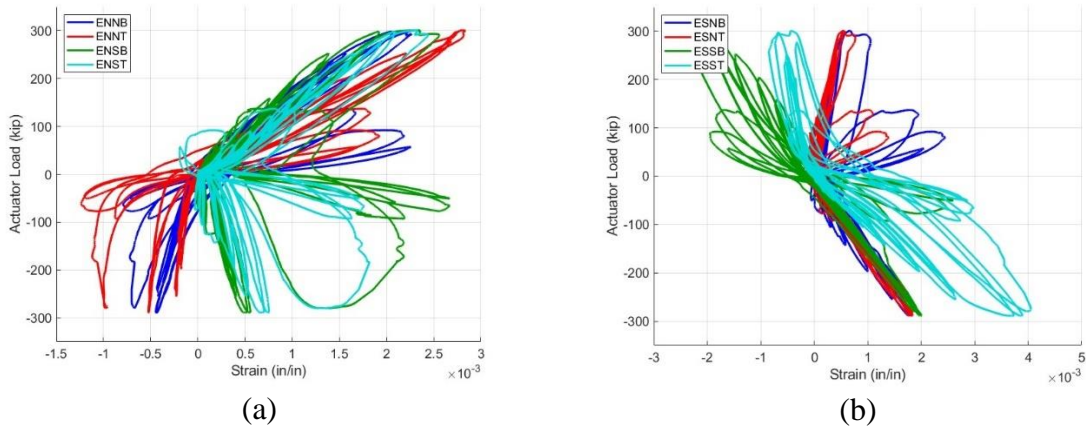 ENNB
ENNT
ENSB
ENST
300
200
100
0
-100
-200
-300
Actuator Load (kip)
-1.5 -1 -0.5 0 0.5 1 1.5 2 2.5 3
Strain (in/in)
×10⁻³
(a)
ESNB
ESNT
ESSB
ESST
300
200
100
0
-100
-200
-300
Actuator Load (kip)
-3 -2 -1 0 1 2 3 4 5
Strain (in/in)
×10⁻³
(b)